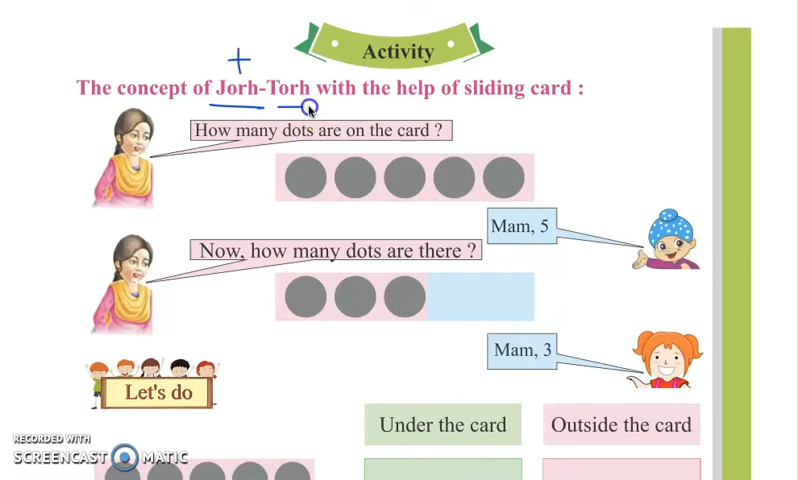 Activity
+
The concept of Jorh-Torh with the help of sliding card :
How many dots are on the card ?
Mam, 5
Now, how many dots are there ?
Mam, 3
Let's do
Under the card
Outside the card
RECORDED WITH
SCREENCAST MATIC